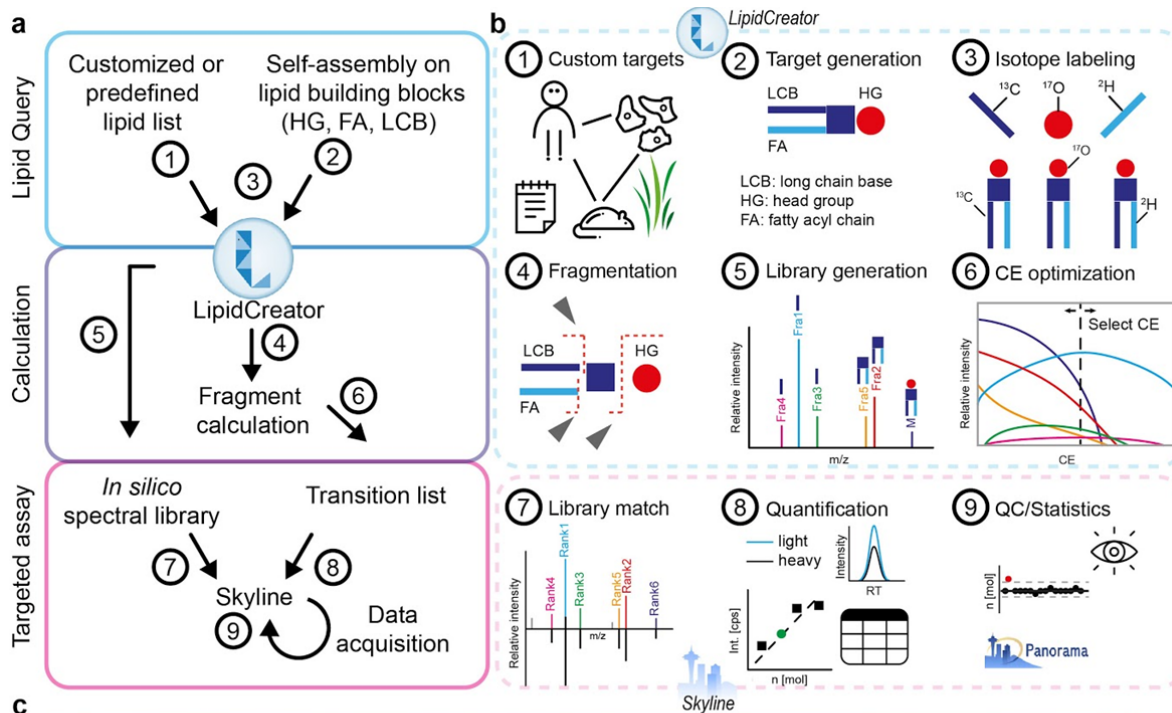 a
Lipid Query
Customized or
predefined
lipid list
Self-assembly on
lipid building blocks
(HG, FA, LCB)
1
2
3
Calculation
LipidCreator
5
4
Fragment
calculation
6
Targeted assay
In silico
spectral library
Transition list
7
8
Skyline
9
Data
acquisition
b
LipidCreator
1 Custom targets
2 Target generation
LCB
HG
FA
LCB: long chain base
HG: head group
FA: fatty acyl chain
3 Isotope labeling
13C
17O
2H
17O
13C
2H
4 Fragmentation
LCB
HG
FA
5 Library generation
Relative intensity
Fra4
Fra1
Fra3
Fra5
Fra2
M
m/z
6 CE optimization
Select CE
Relative intensity
CE
7 Library match
Relative intensity
Rank4
Rank1
Rank3
Rank5
Rank2
Rank6
m/z
Skyline
8 Quantification
light
heavy
Intensity
RT
Int. [cps]
n [mol]
9 QC/Statistics
n [mol]
Panorama
c